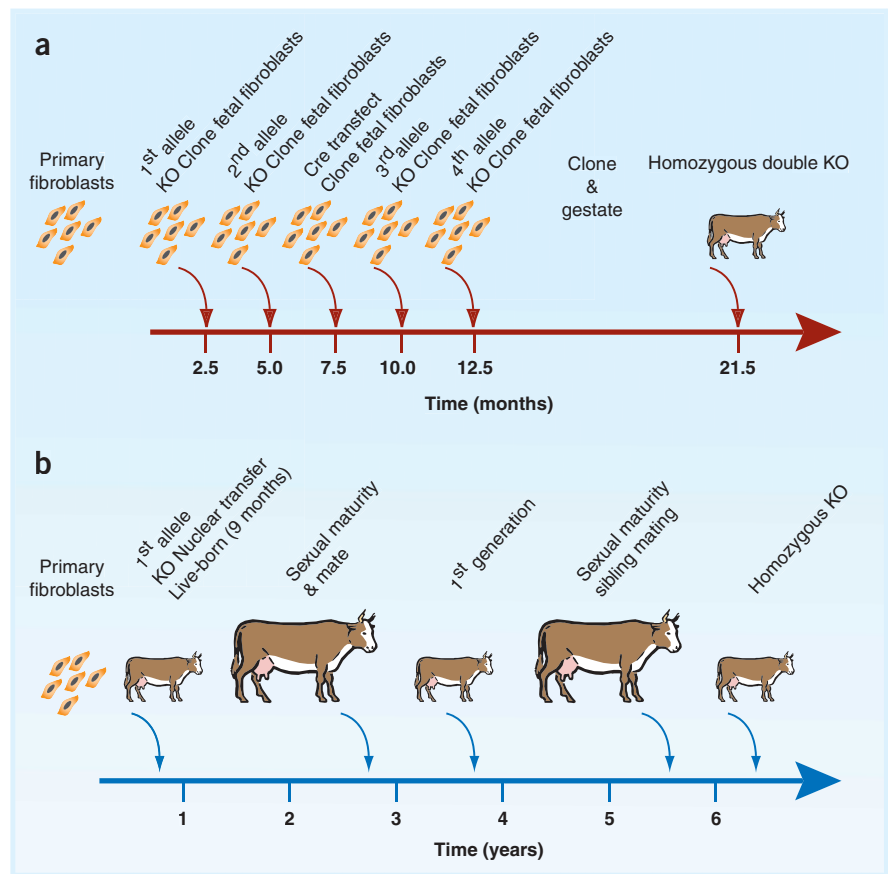 a
Primary
fibroblasts
1st allele
KO Clone fetal fibroblasts
2nd allele
KO Clone fetal fibroblasts
Cre transfect
Clone fetal fibroblasts
3rd allele
KO Clone fetal fibroblasts
4th allele
KO Clone fetal fibroblasts
Clone
&
gestate
Homozygous double KO
2.5 5.0 7.5 10.0 12.5 21.5
Time (months)
b
Primary
fibroblasts
1st allele
KO Nuclear transfer
Live-born (9 months)
Sexual maturity
& mate
1st generation
Sexual maturity
sibling mating
Homozygous KO
1 2 3 4 5 6
Time (years)